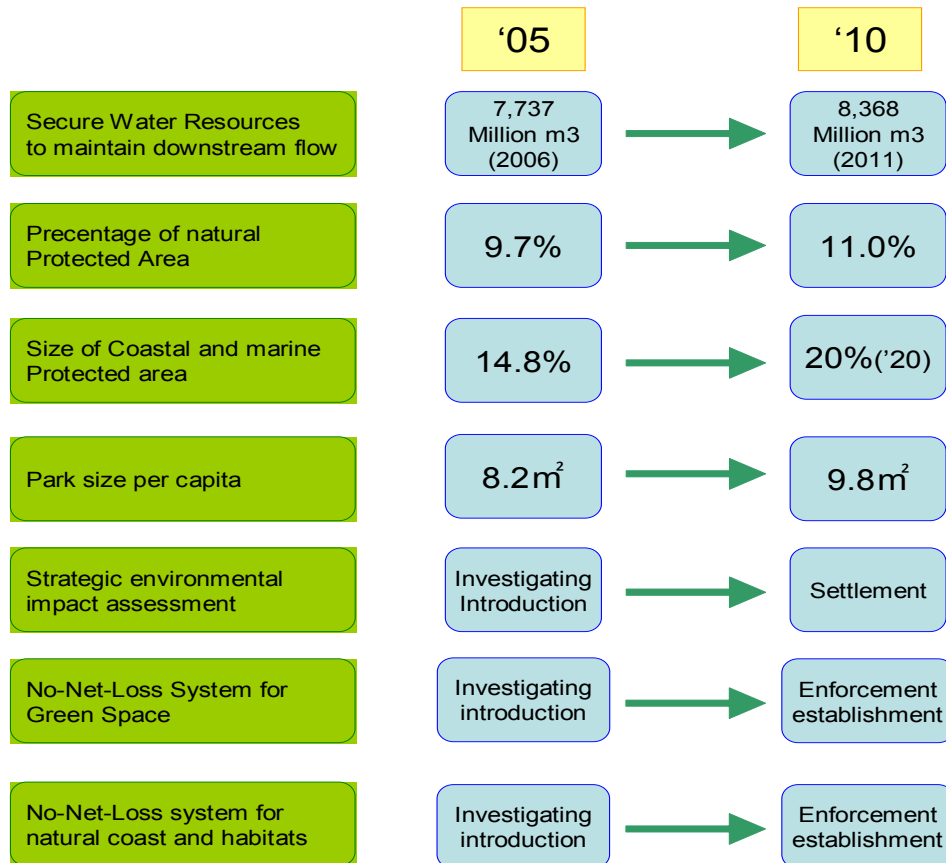 ‘05
‘10
Secure Water Resources
to maintain downstream flow
7,737
Million m3
(2006)
8,368
Million m3
(2011)
Precentage of natural
Protected Area
9.7%
11.0%
Size of Coastal and marine
Protected area
14.8%
20%(’20)
Park size per capita
8.2㎡
9.8㎡
Strategic environmental
impact assessment
Investigating
Introduction
Settlement
No-Net-Loss System for
Green Space
Investigating
introduction
Enforcement
establishment
No-Net-Loss system for
natural coast and habitats
Investigating
introduction
Enforcement
establishment